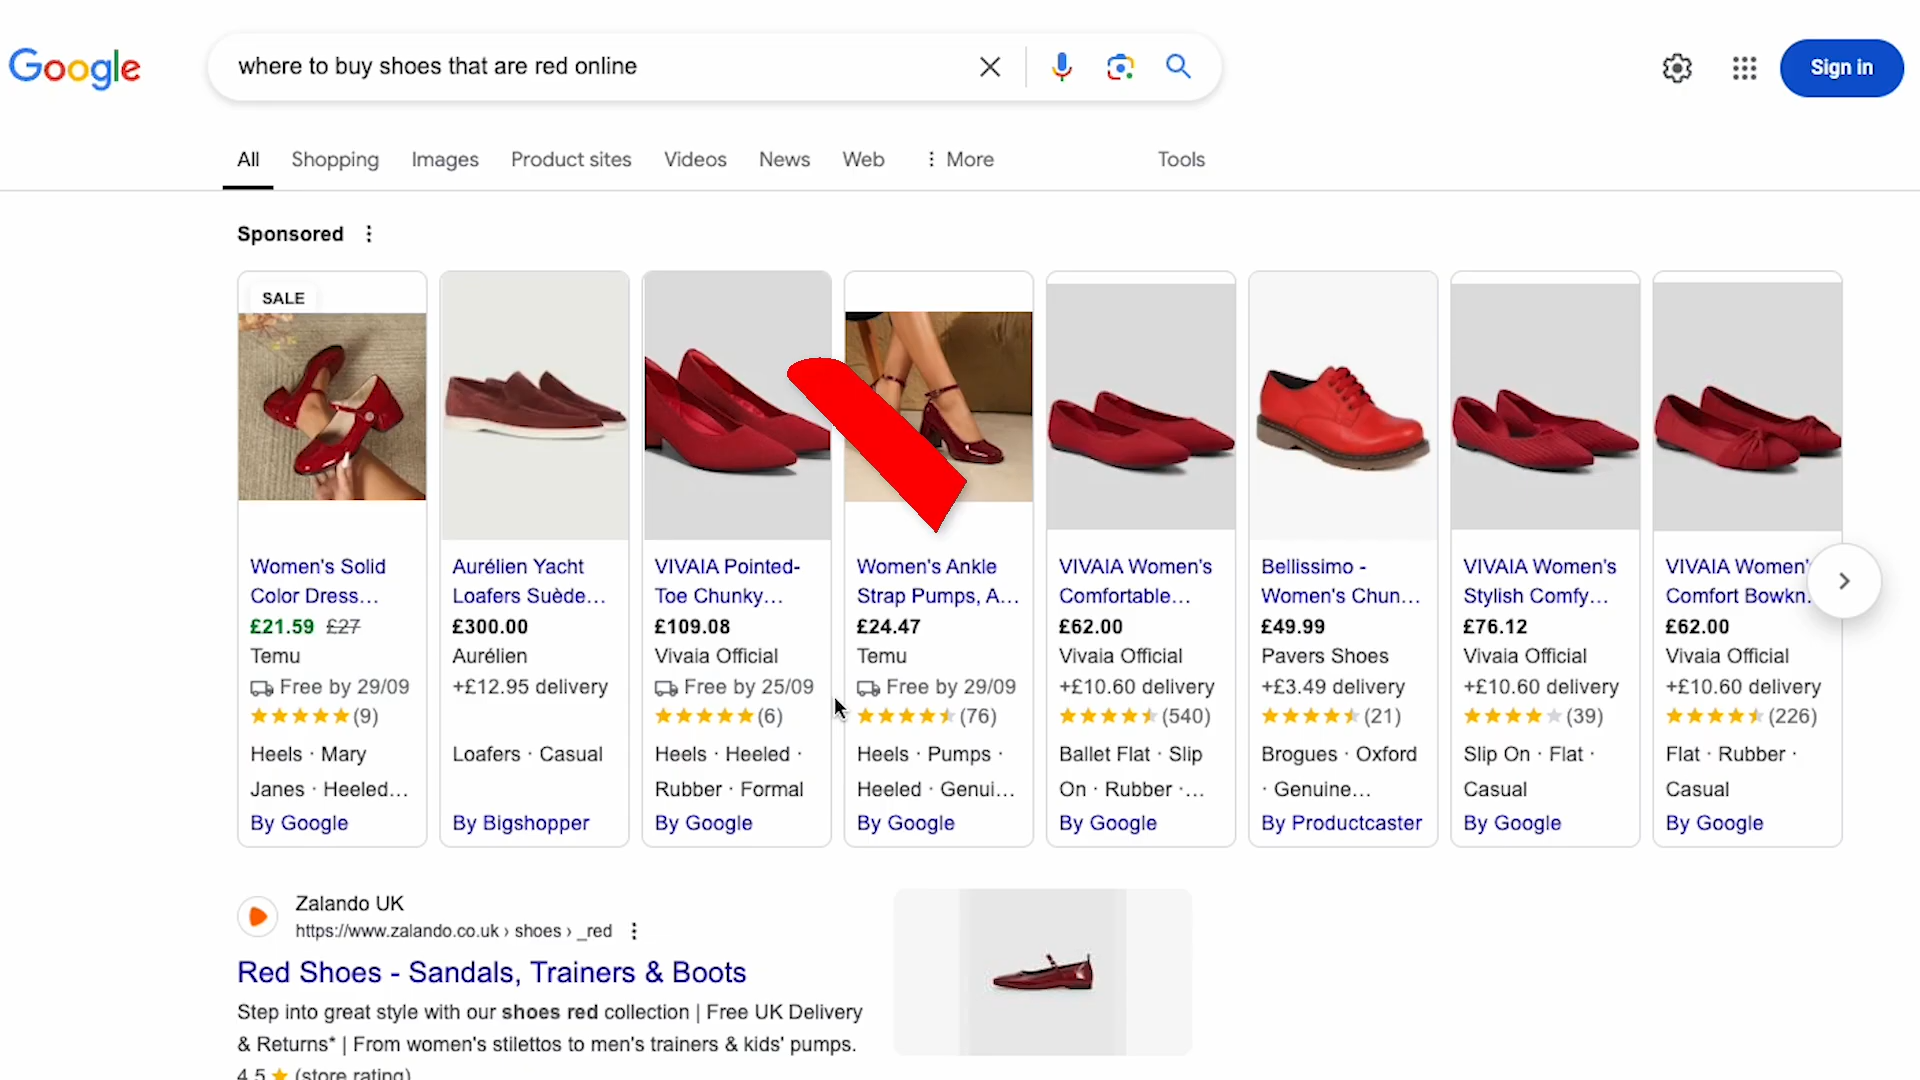 Google
where to buy shoes that are red online
Sign in
All Shopping Images Product sites Videos News Web More Tools
Sponsored
SALE
Women's Solid
Color Dress...
£21.59 £27
Temu
Free by 29/09
(9)
Heels · Mary
Janes · Heeled...
By Google
Aurélien Yacht
Loafers Suède...
£300.00
Aurélien
+£12.95 delivery
Loafers · Casual
By Bigshopper
VIVAIA Pointed-
Toe Chunky...
£109.08
Vivaia Official
Free by 25/09
(6)
Heels · Heeled ·
Rubber · Formal
By Google
Women's Ankle
Strap Pumps, A...
£24.47
Temu
Free by 29/09
(76)
Heels · Pumps ·
Heeled · Genui...
By Google
VIVAIA Women's
Comfortable...
£62.00
Vivaia Official
+£10.60 delivery
(540)
Ballet Flat · Slip
On · Rubber ·...
By Google
Bellissimo -
Women's Chun...
£49.99
Pavers Shoes
+£3.49 delivery
(21)
Brogues · Oxford
· Genuine...
By Productcaster
VIVAIA Women's
Stylish Comfy...
£76.12
Vivaia Official
+£10.60 delivery
(39)
Slip On · Flat ·
Casual
By Google
VIVAIA Women'
Comfort Bowkn.
£62.00
Vivaia Official
+£10.60 delivery
(226)
Flat · Rubber ·
Casual
By Google
Zalando UK
https://www.zalando.co.uk › shoes › _red
Red Shoes - Sandals, Trainers & Boots
Step into great style with our shoes red collection | Free UK Delivery
& Returns* | From women's stilettos to men's trainers & kids' pumps.
4.5 ★ (store rating)